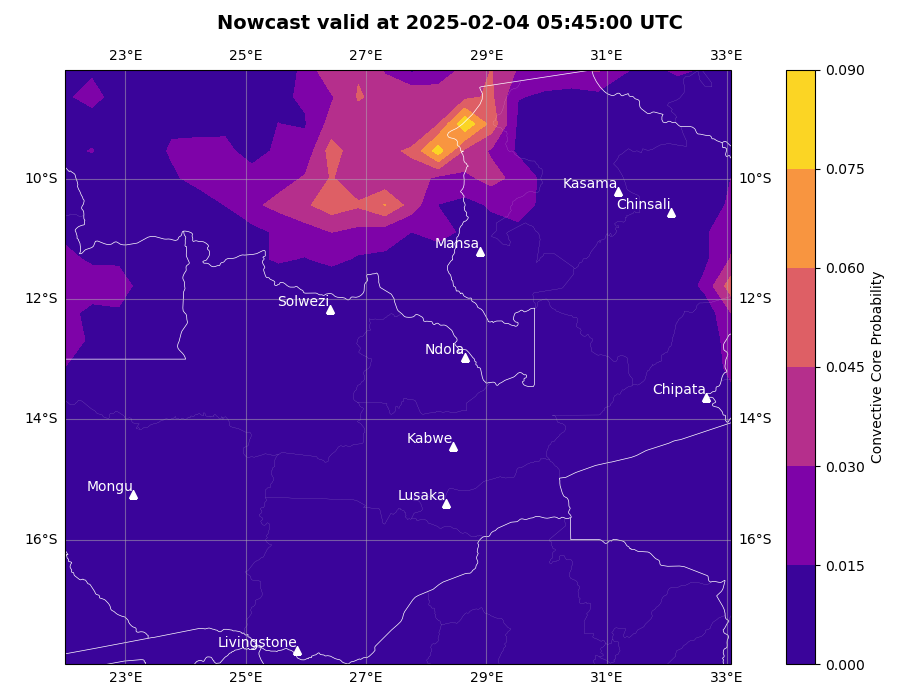 Nowcast valid at 2025-02-04 05:45:00 UTC
23°E 25°E 27°E 29°E 31°E 33°E
0.090
0.075
10°S Kasama 10°S
Chinsali
Mansa
0.060
12°S Solwezi 12°S
Ndola
0.045
Chipata
14°S 14°S
Kabwe
0.030
Mongu
Lusaka
16°S 16°S
0.015
Livingstone
0.000
23°E 25°E 27°E 29°E 31°E 33°E
Convective Core Probability